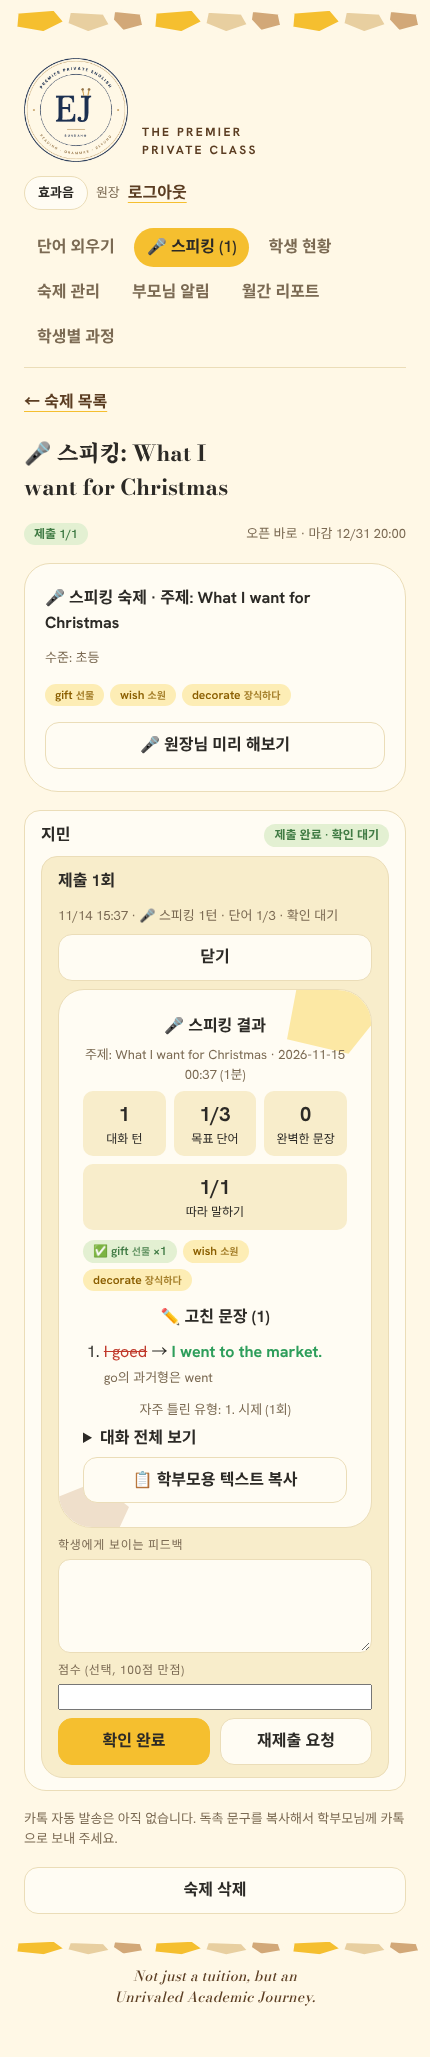 PREMIER PRIVATE ENGLISH
EJ
READING · GRAMMAR · BEYOND
THE PREMIER
PRIVATE CLASS
효과음 원장 로그아웃
단어 외우기 🎤 스피킹 (1) 학생 현황
숙제 관리 부모님 알림 월간 리포트
학생별 과정
← 숙제 목록
🎤 스피킹: What I
want for Christmas
제출 1/1 오픈 바로 · 마감 12/31 20:00
🎤 스피킹 숙제 · 주제: What I want for
Christmas
수준: 초등
gift 선물 wish 소원 decorate 장식하다
🎤 원장님 미리 해보기
지민 제출 완료 · 확인 대기
제출 1회
11/14 15:37 · 🎤 스피킹 1턴 · 단어 1/3 · 확인 대기
닫기
🎤 스피킹 결과
주제: What I want for Christmas · 2026-11-15
00:37 (1분)
1 1/3 0
대화 턴 목표 단어 완벽한 문장
1/1
따라 말하기
✅ gift 선물 ×1 wish 소원
decorate 장식하다
✏️ 고친 문장 (1)
1. I goed → I went to the market.
go의 과거형은 went
자주 틀린 유형: 1. 시제 (1회)
▶ 대화 전체 보기
📋 학부모용 텍스트 복사
학생에게 보이는 피드백
점수 (선택, 100점 만점)
확인 완료 재제출 요청
카톡 자동 발송은 아직 없습니다. 독촉 문구를 복사해서 학부모님께 카톡
으로 보내 주세요.
숙제 삭제
Not just a tuition, but an
Unrivaled Academic Journey.